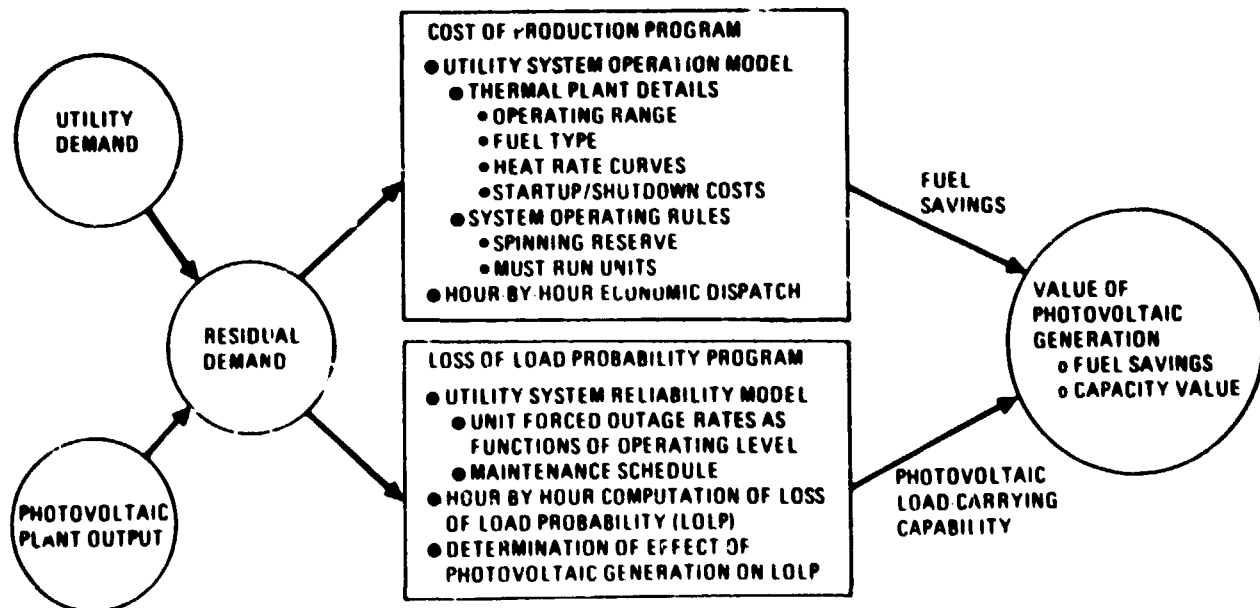 UTILITY
DEMAND
PHOTOVOLTAIC
PLANT OUTPUT
RESIDUAL
DEMAND
COST OF PRODUCTION PROGRAM
● UTILITY SYSTEM OPERATION MODEL
● THERMAL PLANT DETAILS
● OPERATING RANGE
● FUEL TYPE
● HEAT RATE CURVES
● STARTUP/SHUTDOWN COSTS
● SYSTEM OPERATING RULES
● SPINNING RESERVE
● MUST RUN UNITS
● HOUR BY HOUR ECONOMIC DISPATCH
LOSS OF LOAD PROBABILITY PROGRAM
● UTILITY SYSTEM RELIABILITY MODEL
● UNIT FORCED OUTAGE RATES AS
FUNCTIONS OF OPERATING LEVEL
● MAINTENANCE SCHEDULE
● HOUR BY HOUR COMPUTATION OF LOSS
OF LOAD PROBABILITY (LOLP)
● DETERMINATION OF EFFECT OF
PHOTOVOLTAIC GENERATION ON LOLP
FUEL
SAVINGS
PHOTOVOLTAIC
LOAD-CARRYING
CAPABILITY
VALUE OF
PHOTOVOLTAIC
GENERATION
o FUEL SAVINGS
o CAPACITY VALUE